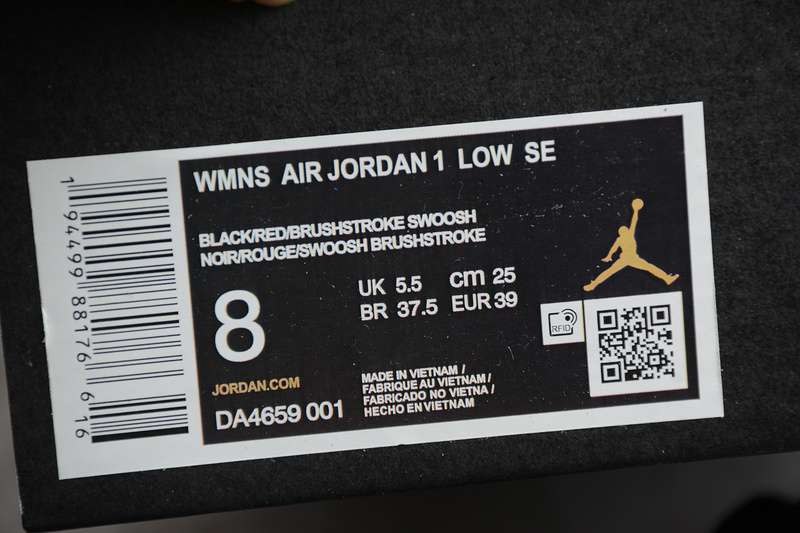 WMNS AIR JORDAN 1 LOW SE
BLACK/RED/BRUSHSTROKE SWOOSH
NOIR/ROUGE/SWOOSH BRUSHSTROKE
8
UK 5.5 cm 25
BR 37.5 EUR 39
RFID
JORDAN.COM
DA4659 001
MADE IN VIETNAM /
FABRIQUE AU VIETNAM /
FABRICADO NO VIETNA /
HECHO EN VIETNAM
1 94499 88176 6 16